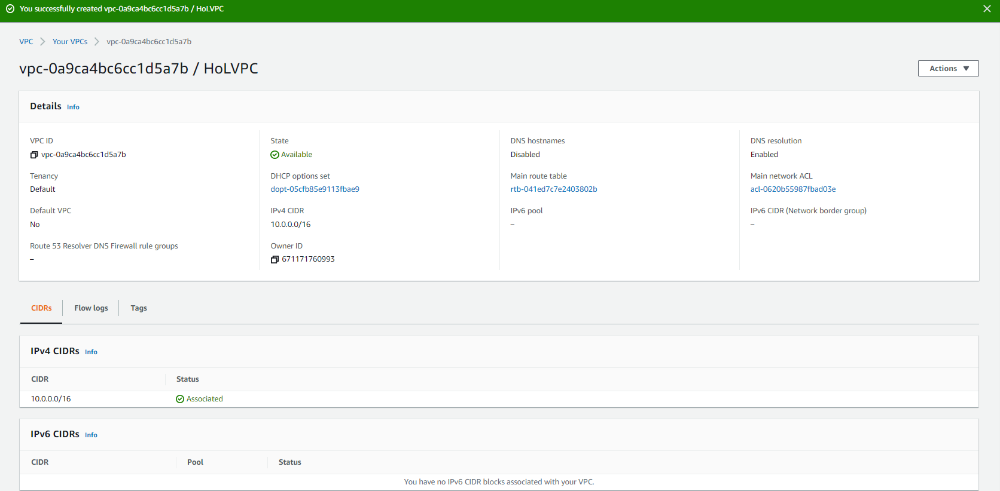 You successfully created vpc-0a9ca4bc6cc1d5a7b / HoLVPC
VPC > Your VPCs > vpc-0a9ca4bc6cc1d5a7b
vpc-0a9ca4bc6cc1d5a7b / HoLVPC
Actions
Details Info
VPC ID State DNS hostnames DNS resolution
vpc-0a9ca4bc6cc1d5a7b Available Disabled Enabled
Tenancy DHCP options set Main route table Main network ACL
Default dopt-05cfb85e9113fbae9 rtb-041ed7c7e2403802b acl-0620b55987fbad03e
Default VPC IPv4 CIDR IPv6 pool IPv6 CIDR (Network border group)
No 10.0.0.0/16 – –
Route 53 Resolver DNS Firewall rule groups Owner ID
– 671171760993
CIDRs Flow logs Tags
IPv4 CIDRs Info
CIDR Status
10.0.0.0/16 Associated
IPv6 CIDRs Info
CIDR Pool Status
You have no IPv6 CIDR blocks associated with your VPC.